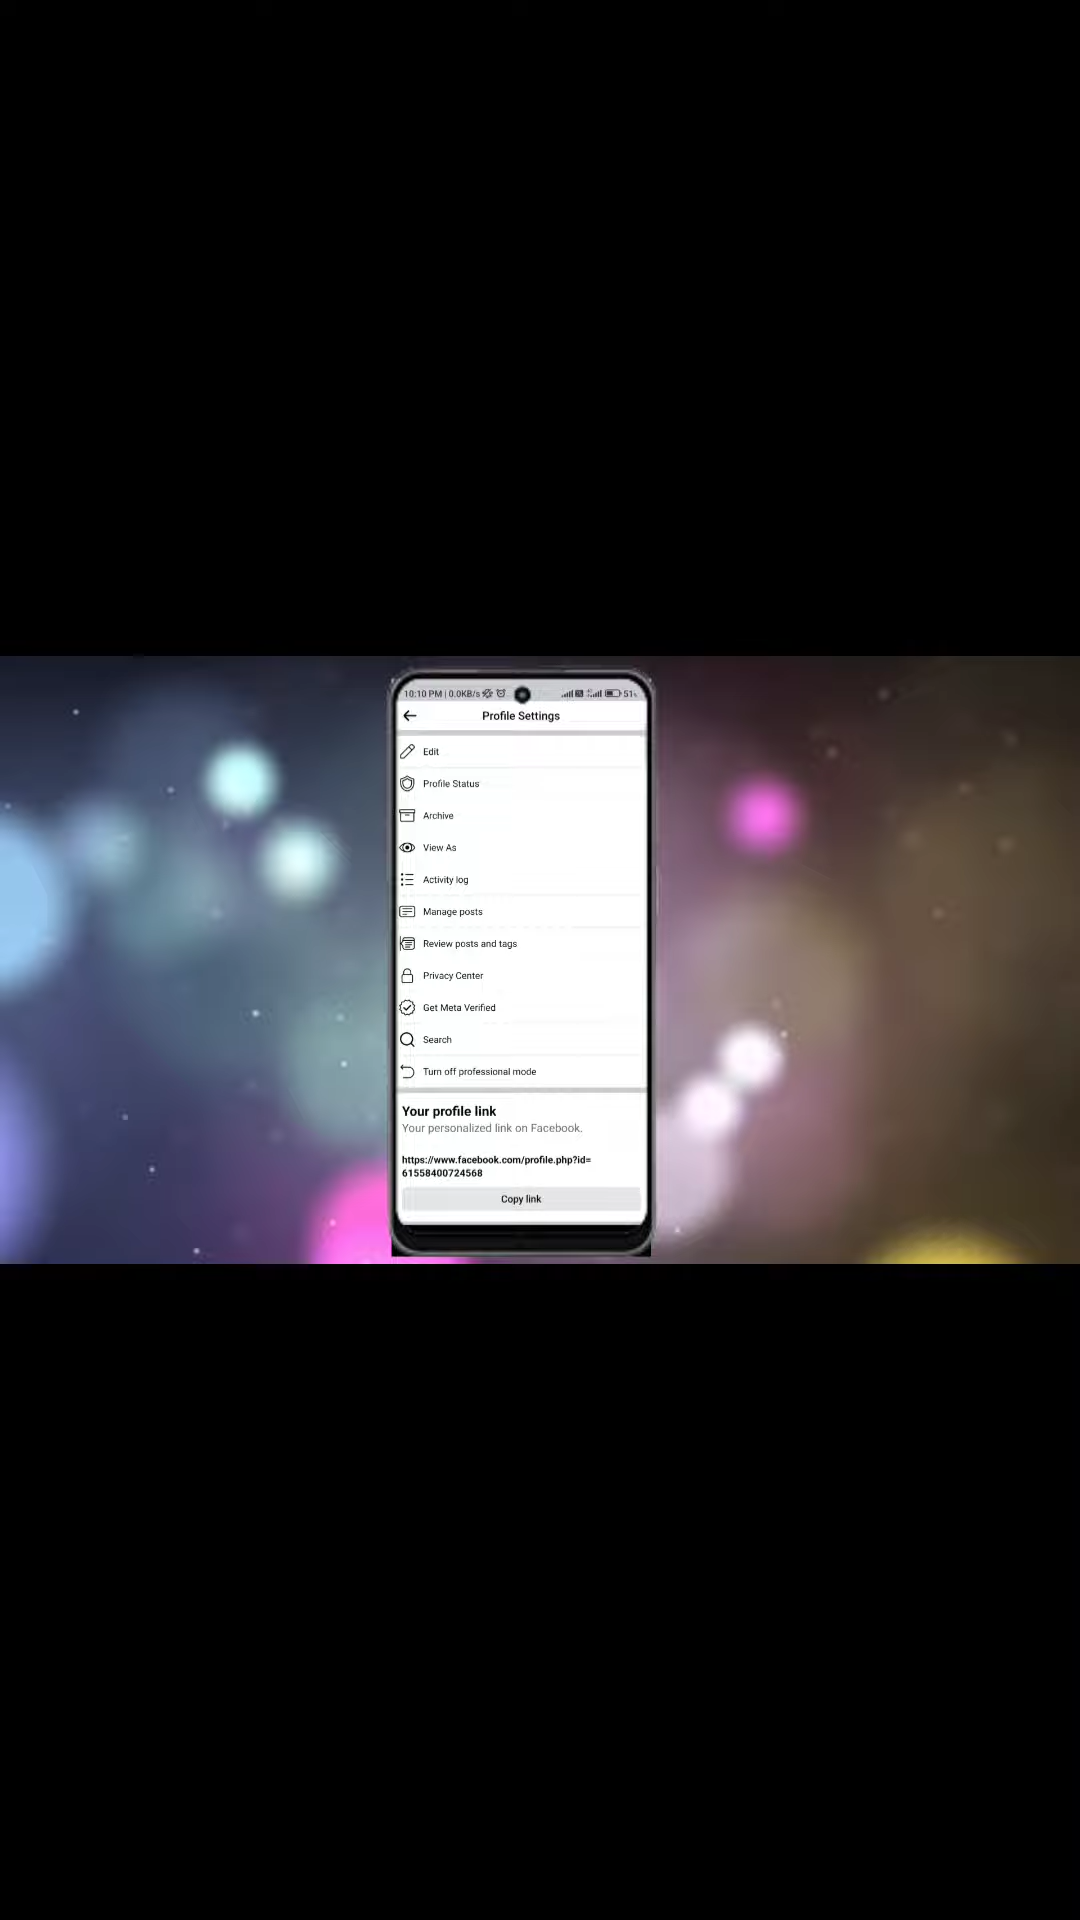 10:10 PM | 0.0KB/s
51
Profile Settings
Edit
Profile Status
Archive
View As
Activity log
Manage posts
Review posts and tags
Privacy Center
Get Meta Verified
Search
Turn off professional mode
Your profile link
Your personalized link on Facebook.
https://www.facebook.com/profile.php?id=
61558400724568
Copy link